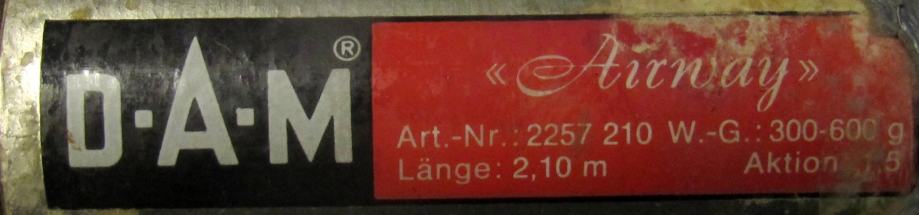 D·A·M®
«Airway»
Art.-Nr.: 2257 210 W.-G.: 300-600 g
Länge: 2,10 m Aktion